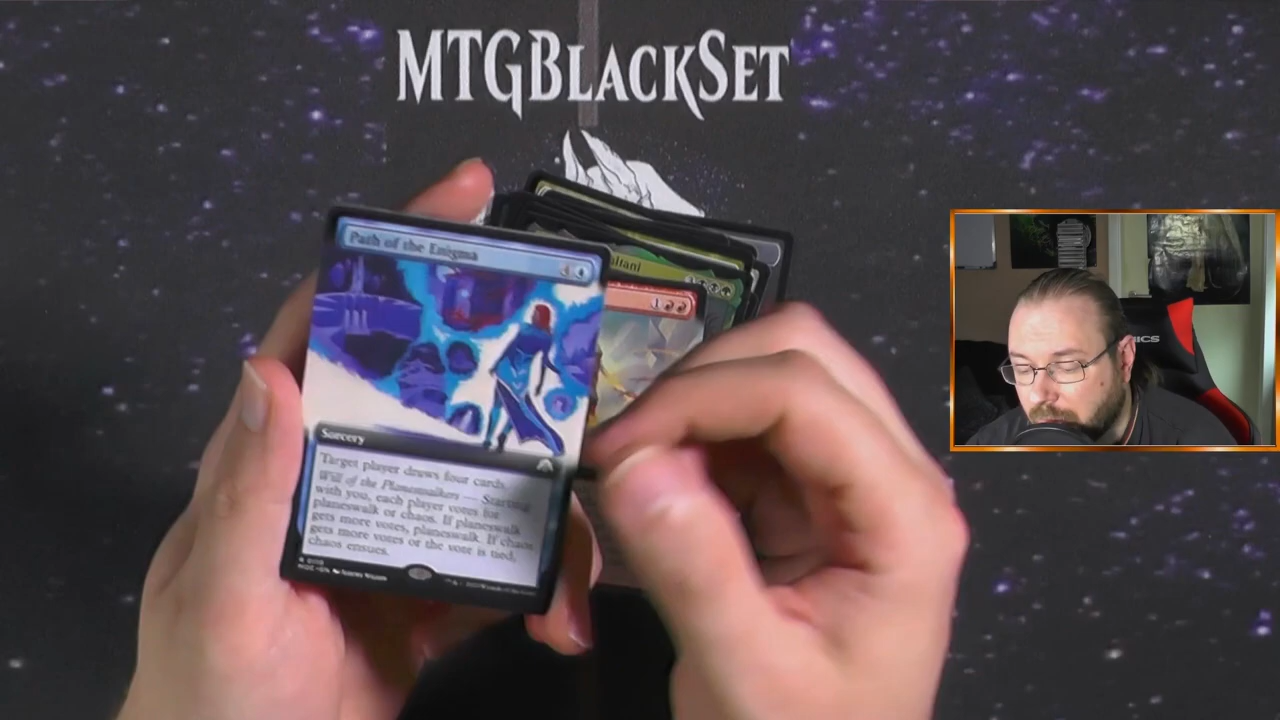 MTGBLACKSET
Path of the Enigma
4
1
Sorcery
Target player draws four cards.
Will of the Planeswalkers — Starting
with you, each player votes for
planeswalk or chaos. If planeswalk
gets more votes, planeswalk. If chaos
gets more votes or the vote is tied,
chaos ensues.